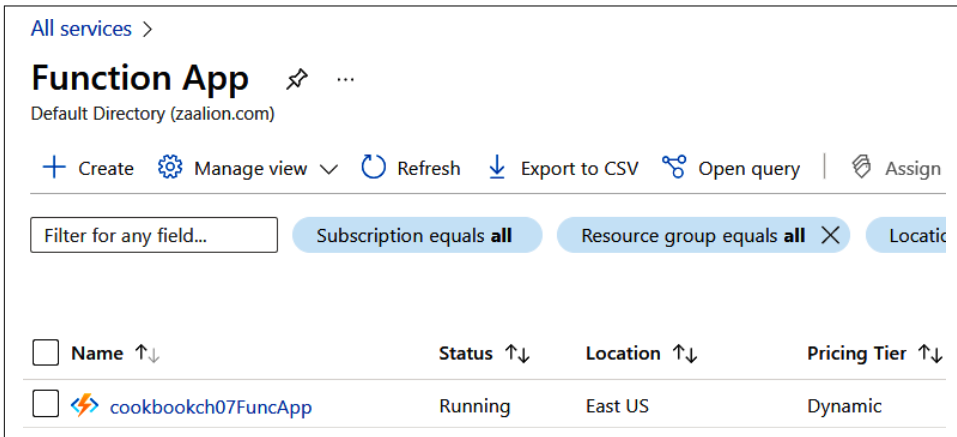 All services >
Function App ...
Default Directory (zaalion.com)
+ Create Manage view Refresh Export to CSV Open query Assign
Filter for any field... Subscription equals all Resource group equals all Locatio
Name ↑↓ Status ↑↓ Location ↑↓ Pricing Tier ↑↓
cookbookch07FuncApp Running East US Dynamic